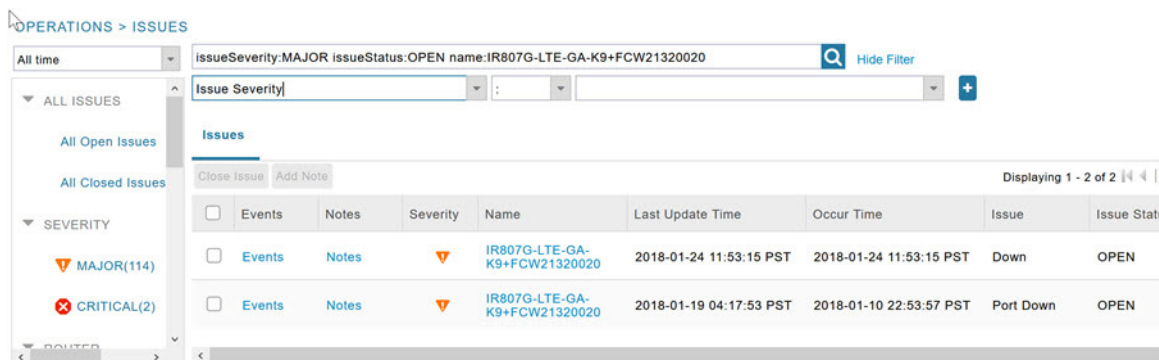 OPERATIONS > ISSUES
All time
issueSeverity:MAJOR issueStatus:OPEN name:IR807G-LTE-GA-K9+FCW21320020
Hide Filter
Issue Severity
:
ALL ISSUES
All Open Issues
All Closed Issues
SEVERITY
MAJOR(114)
CRITICAL(2)
ROUTER
Issues
Close Issue
Add Note
Displaying 1 - 2 of 2
Events Notes Severity Name Last Update Time Occur Time Issue Issue Stat
Events Notes IR807G-LTE-GA-
K9+FCW21320020 2018-01-24 11:53:15 PST 2018-01-24 11:53:15 PST Down OPEN
Events Notes IR807G-LTE-GA-
K9+FCW21320020 2018-01-19 04:17:53 PST 2018-01-10 22:53:57 PST Port Down OPEN